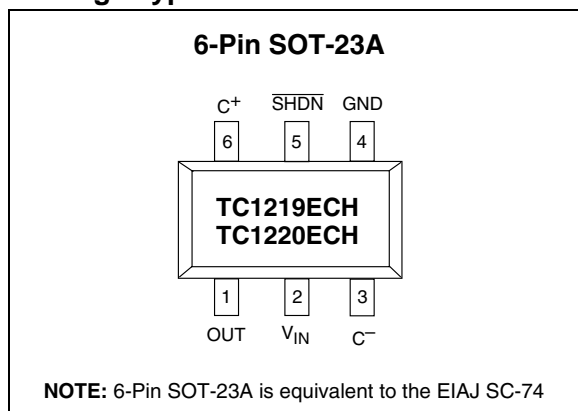 6-Pin SOT-23A
C+ SHDN GND
6 5 4
TC1219ECH
TC1220ECH
1 2 3
OUT VIN C–
NOTE: 6-Pin SOT-23A is equivalent to the EIAJ SC-74